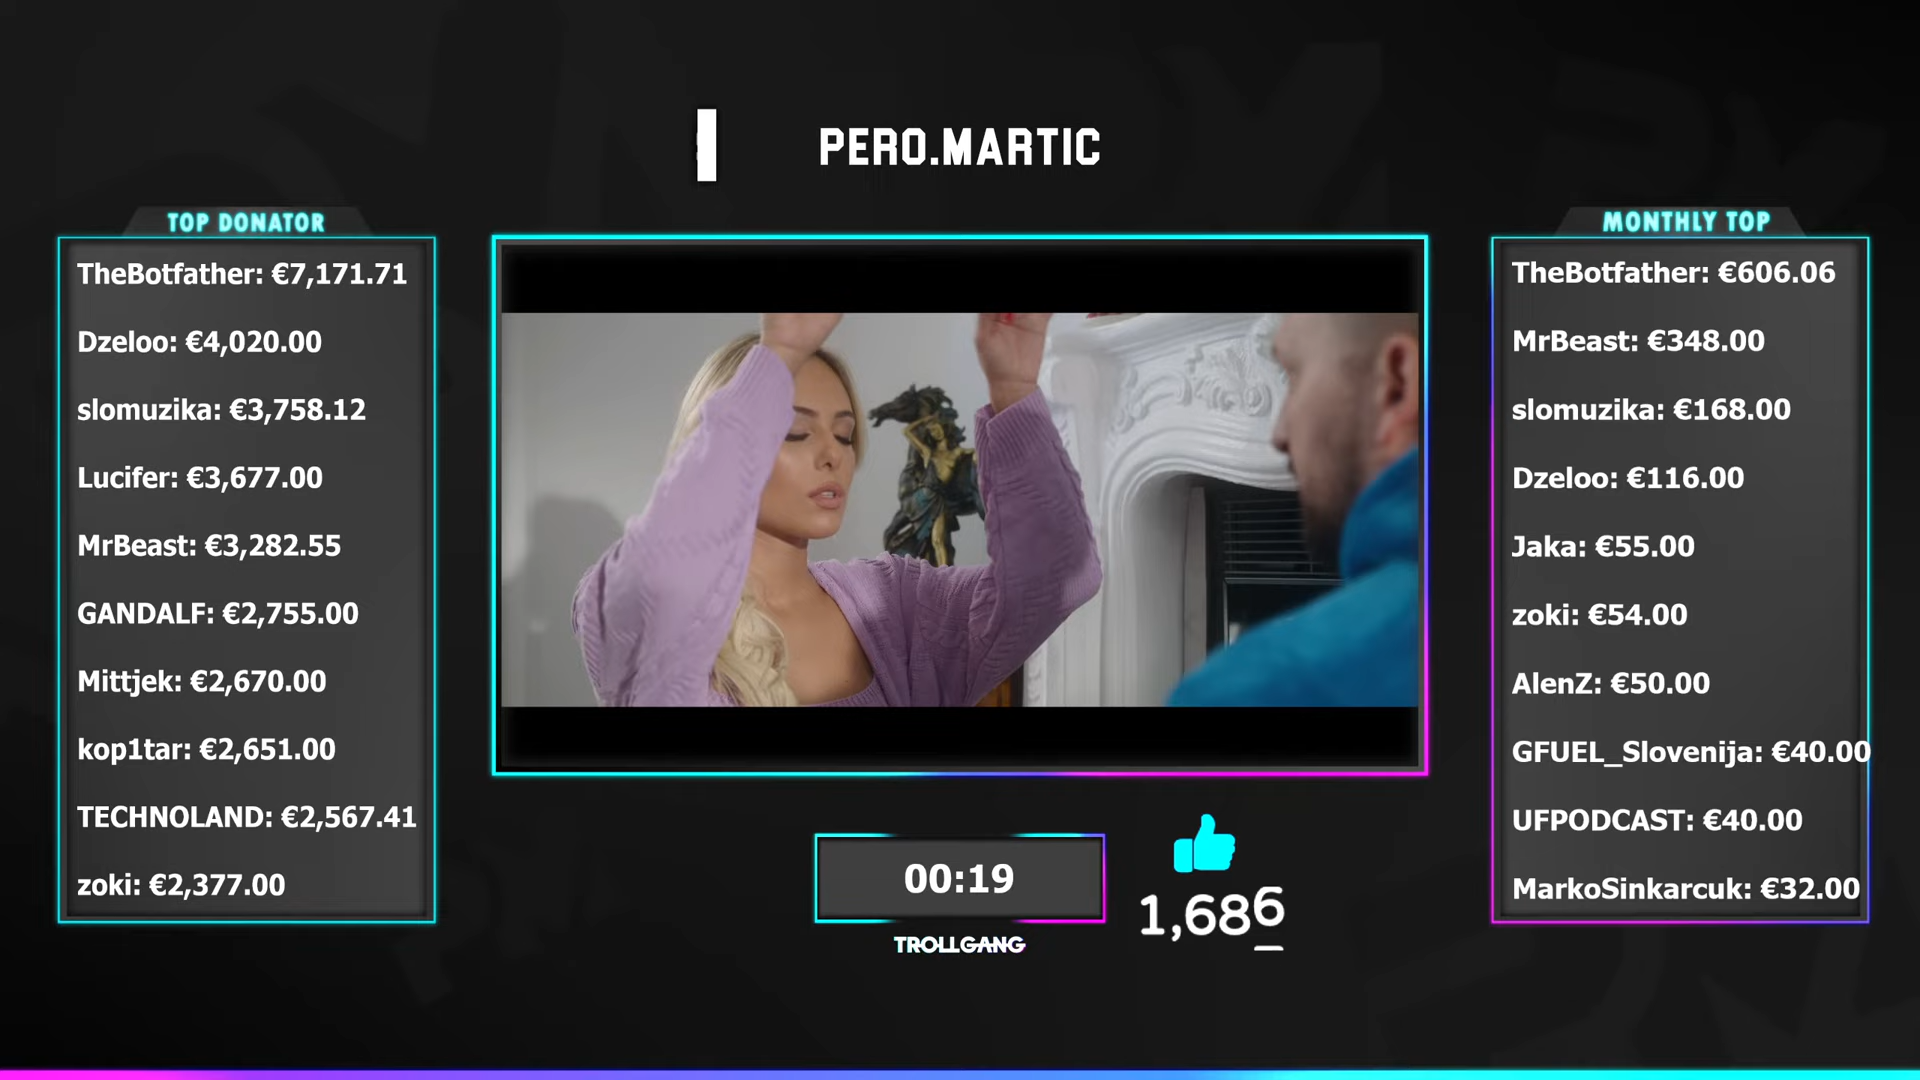 PERO.MARTIC
TOP DONATOR
TheBotfather: €7,171.71
Dzeloo: €4,020.00
slomuzika: €3,758.12
Lucifer: €3,677.00
MrBeast: €3,282.55
GANDALF: €2,755.00
Mittjek: €2,670.00
kop1tar: €2,651.00
TECHNOLAND: €2,567.41
zoki: €2,377.00
MONTHLY TOP
TheBotfather: €606.06
MrBeast: €348.00
slomuzika: €168.00
Dzeloo: €116.00
Jaka: €55.00
zoki: €54.00
AlenZ: €50.00
GFUEL_Slovenija: €40.00
UFPODCAST: €40.00
MarkoSinkarcuk: €32.00
00:19
TROLLGANG
1,686